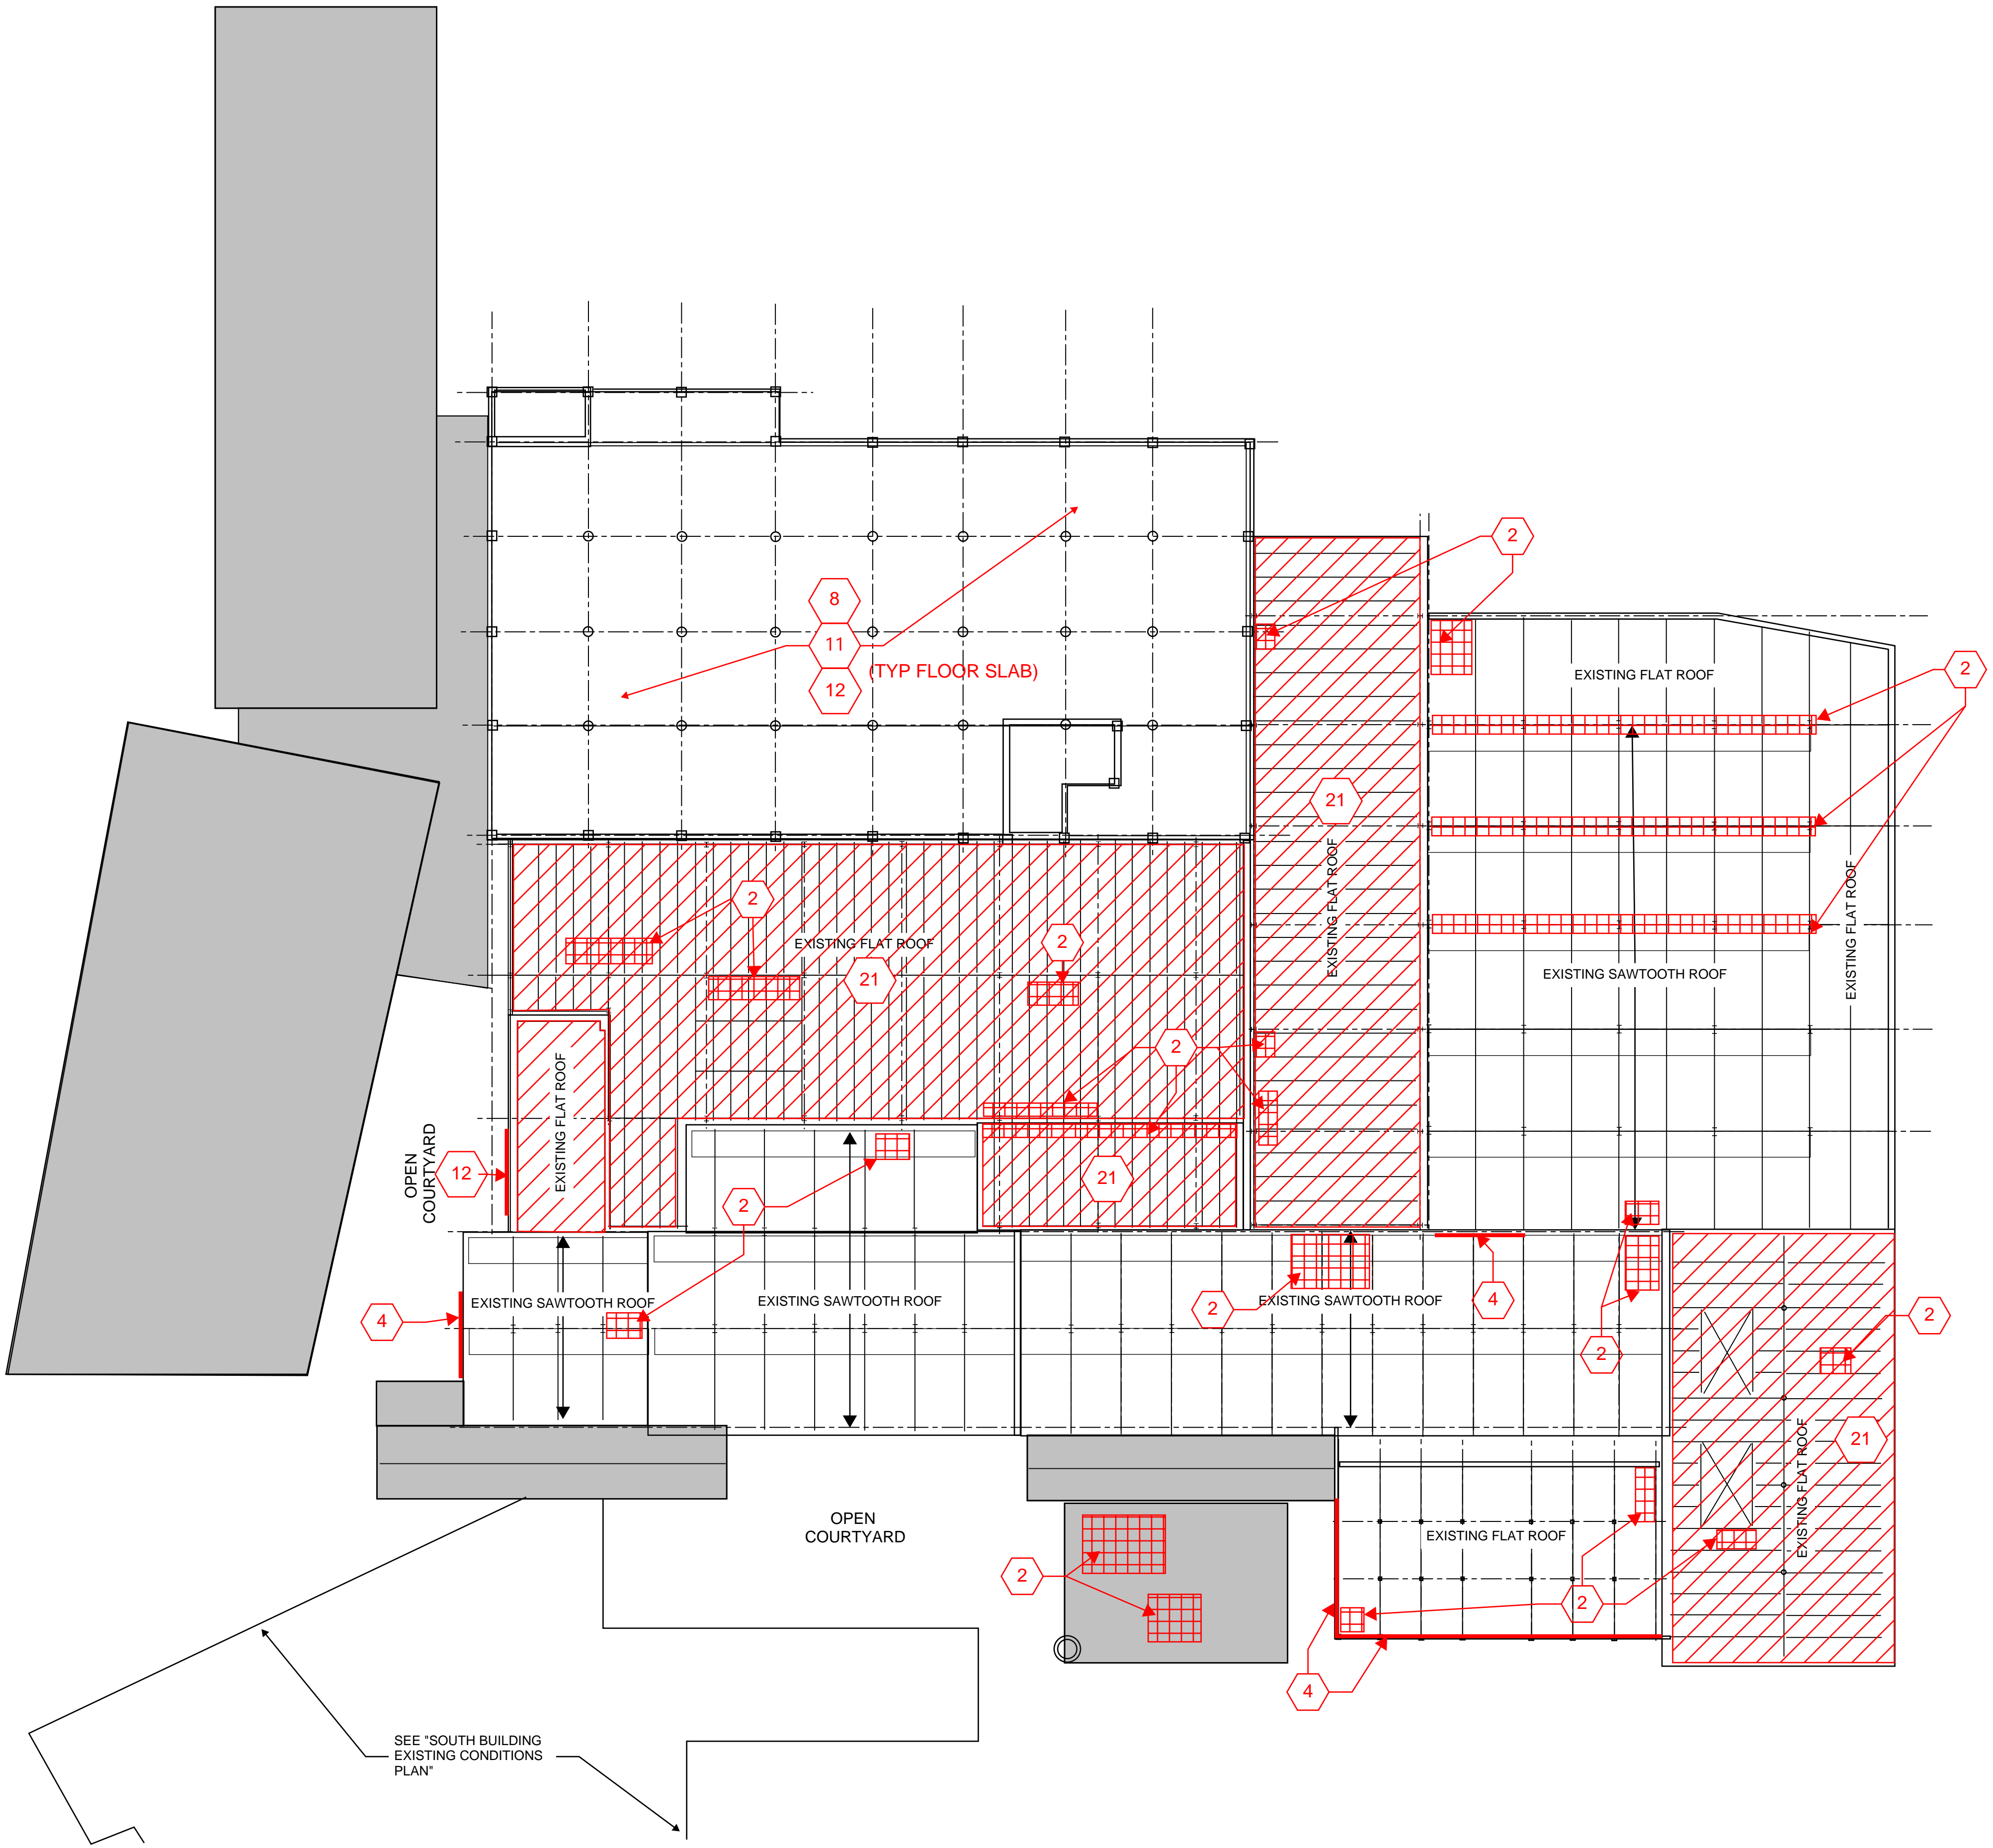 2
8
11
(TYP FLOOR SLAB)
12
2
EXISTING FLAT ROOF
21
EXISTING FLAT ROOF
2
EXISTING FLAT ROOF
2
21
2
EXISTING FLAT ROOF
EXISTING SAWTOOTH ROOF
2
EXISTING FLAT ROOF
OPEN
COURTYARD
12
21
2
EXISTING SAWTOOTH ROOF
EXISTING SAWTOOTH ROOF
EXISTING SAWTOOTH ROOF
4
2
4
2
2
21
EXISTING FLAT ROOF
OPEN
COURTYARD
EXISTING FLAT ROOF
2
2
4
SEE "SOUTH BUILDING
EXISTING CONDITIONS
PLAN"